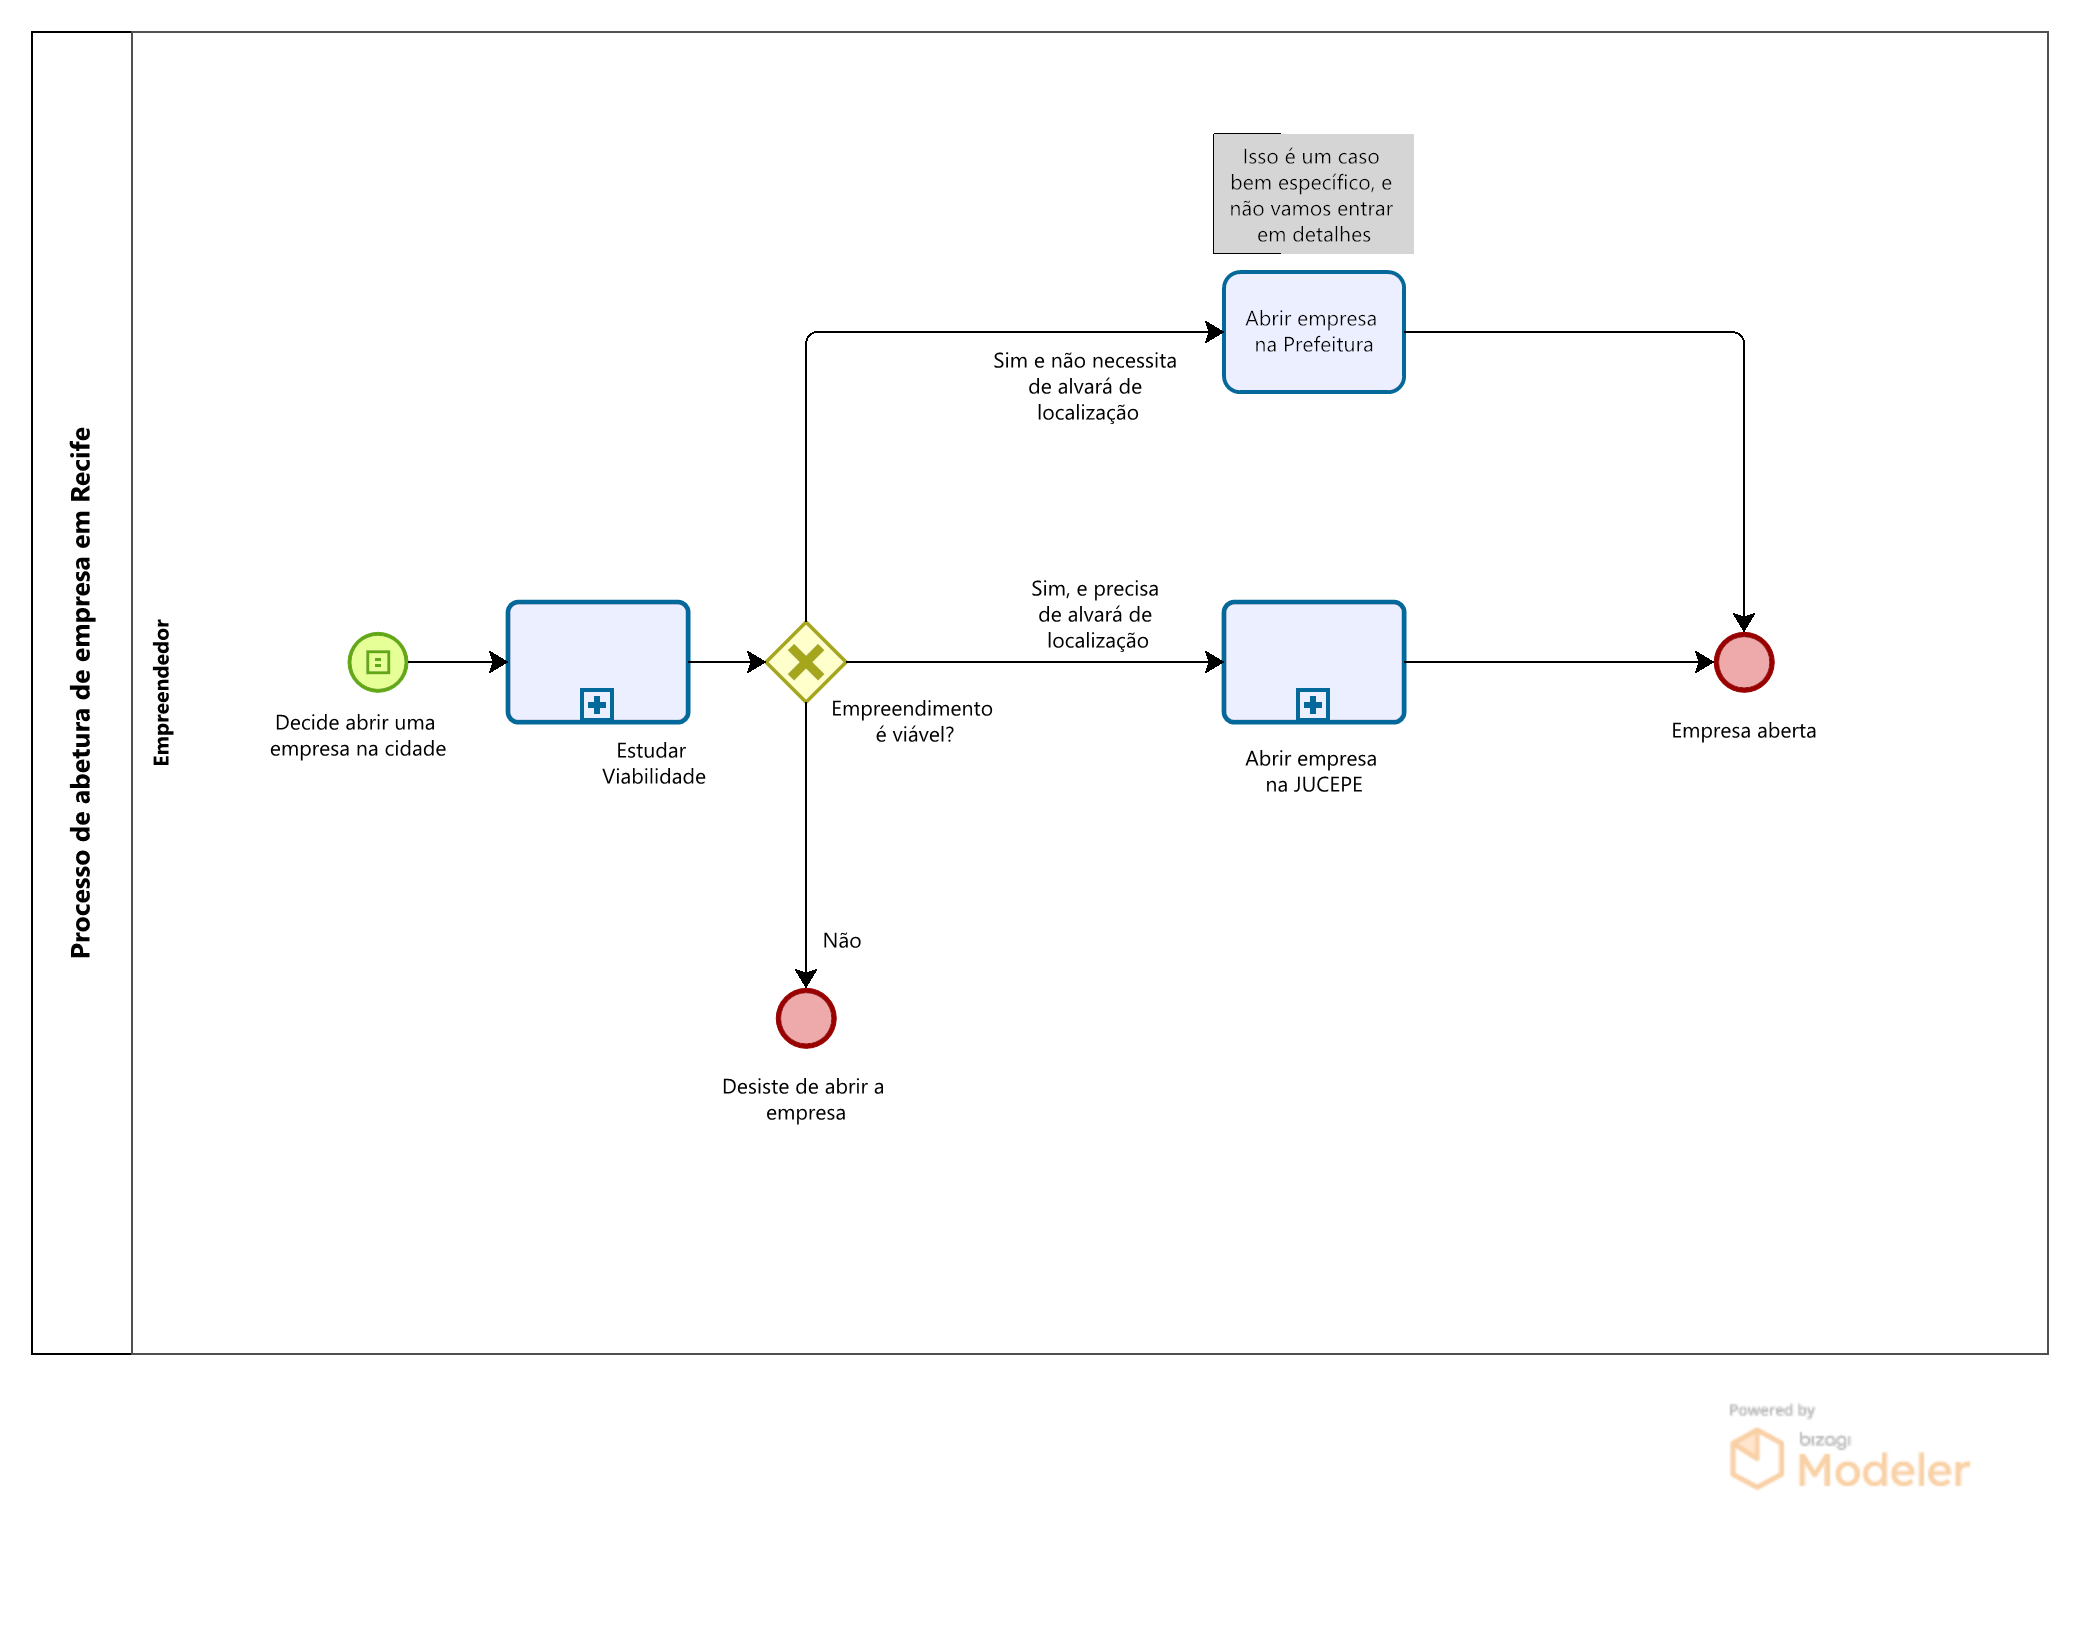 Processo de abetura de empresa em Recife
Empreendedor
Isso é um caso
bem específico, e
não vamos entrar
em detalhes
Abrir empresa
na Prefeitura
Sim e não necessita
de alvará de
localização
Sim, e precisa
de alvará de
localização
Decide abrir uma
empresa na cidade
Estudar
Viabilidade
Empreendimento
é viável?
Abrir empresa
na JUCEPE
Empresa aberta
Não
Desiste de abrir a
empresa
Powered by
bizagi
Modeler